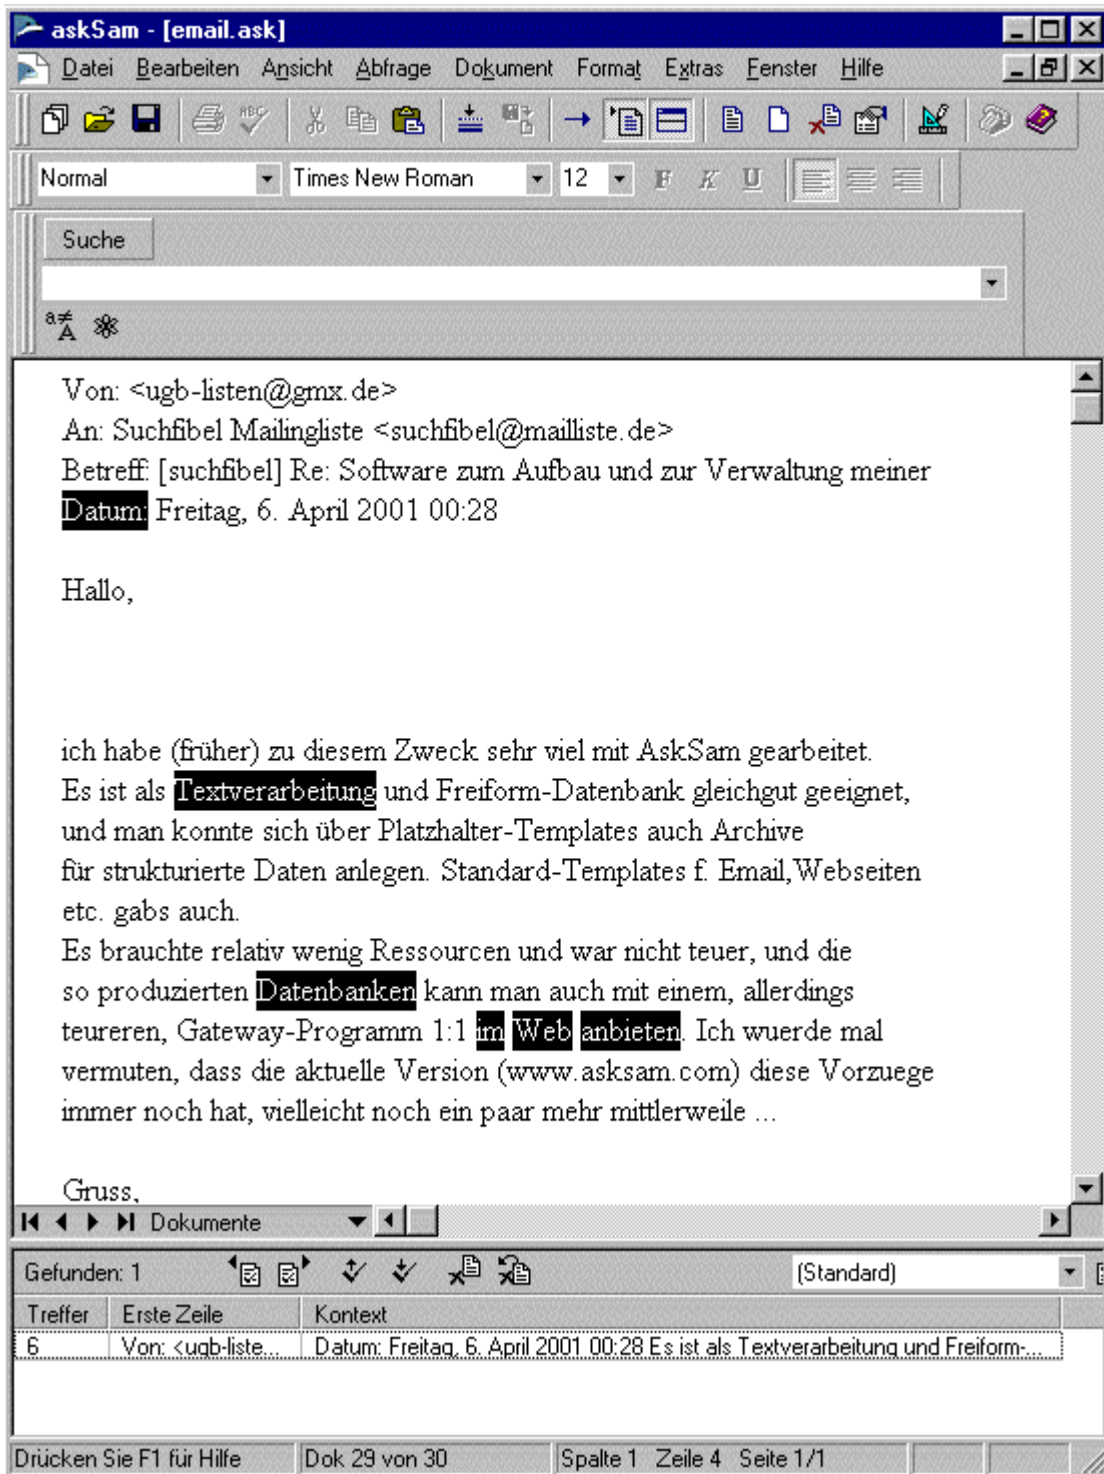 askSam - [email.ask]
Datei Bearbeiten Ansicht Abfrage Dokument Format Extras Fenster Hilfe
ABC
Normal Times New Roman 12 F K U
Suche
a≠A
Von: <ugb-listen@gmx.de>
An: Suchfibel Mailingliste <suchfibel@mailliste.de>
Betreff: [suchfibel] Re: Software zum Aufbau und zur Verwaltung meiner
Datum: Freitag, 6. April 2001 00:28
Hallo,
ich habe (früher) zu diesem Zweck sehr viel mit AskSam gearbeitet.
Es ist als Textverarbeitung und Freiform-Datenbank gleichgut geeignet,
und man konnte sich über Platzhalter-Templates auch Archive
für strukturierte Daten anlegen. Standard-Templates f. Email,Webseiten
etc. gabs auch.
Es brauchte relativ wenig Ressourcen und war nicht teuer, und die
so produzierten Datenbanken kann man auch mit einem, allerdings
teureren, Gateway-Programm 1:1 im Web anbieten. Ich wuerde mal
vermuten, dass die aktuelle Version (www.asksam.com) diese Vorzuege
immer noch hat, vielleicht noch ein paar mehr mittlerweile ...
Gruss,
Dokumente
Gefunden: 1 (Standard)
Treffer Erste Zeile Kontext
6 Von: <ugb-liste... Datum: Freitag, 6. April 2001 00:28 Es ist als Textverarbeitung und Freiform-...
Drücken Sie F1 für Hilfe Dok 29 von 30 Spalte 1 Zeile 4 Seite 1/1